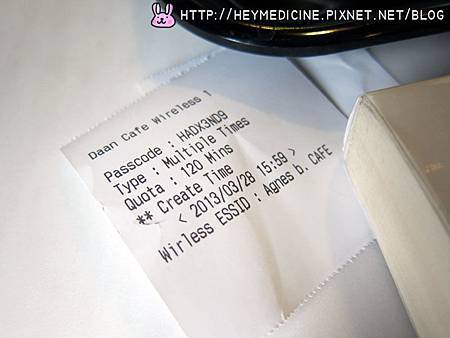 HTTP://HEYMEDICINE.PIXNET.NET/BLOG
Daan Cafe Wireless 1
Passcode : HADX3ND9
Type : Multiple Times
Quota : 120 Mins
** Create Time
< 2013/03/28 15:59 >
Wirless ESSID : Agnes b. CAFE